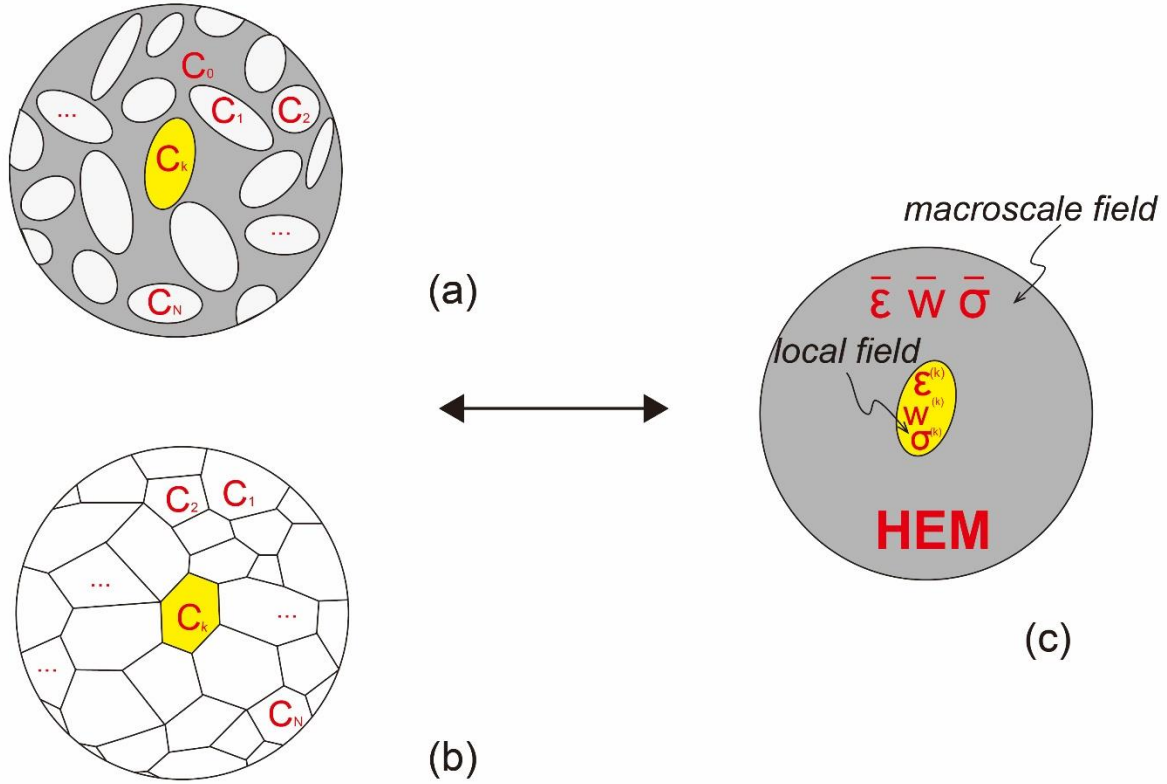 C₀
... C₁ C₂
Cₖ
...
C_N
(a)
C₂ C₁
... Cₖ ...
...
C_N
(b)
macroscale field
ε̄ w̄ σ̄
local field
ε⁽ᵏ⁾
w⁽ᵏ⁾
σ⁽ᵏ⁾
HEM
(c)